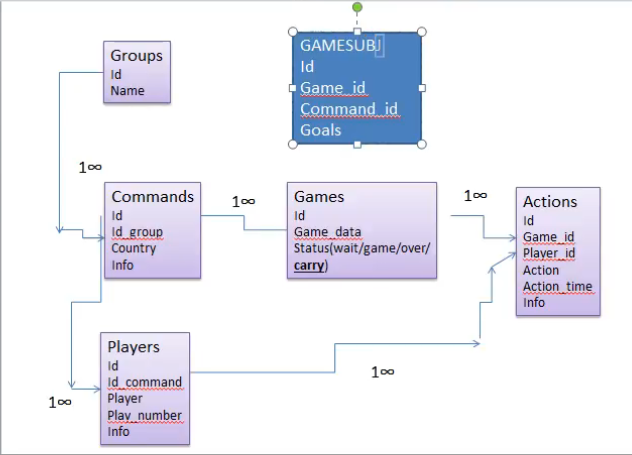 GAMESUBJ
Id
Game_id
Command_id
Goals
Groups
Id
Name
1∞
Commands
Id
Id_group
Country
Info
1∞
Games
Id
Game_data
Status(wait/game/over/
carry)
1∞
Actions
Id
Game_id
Player_id
Action
Action_time
Info
Players
Id
Id_command
Player
Play_number
Info
1∞
1∞